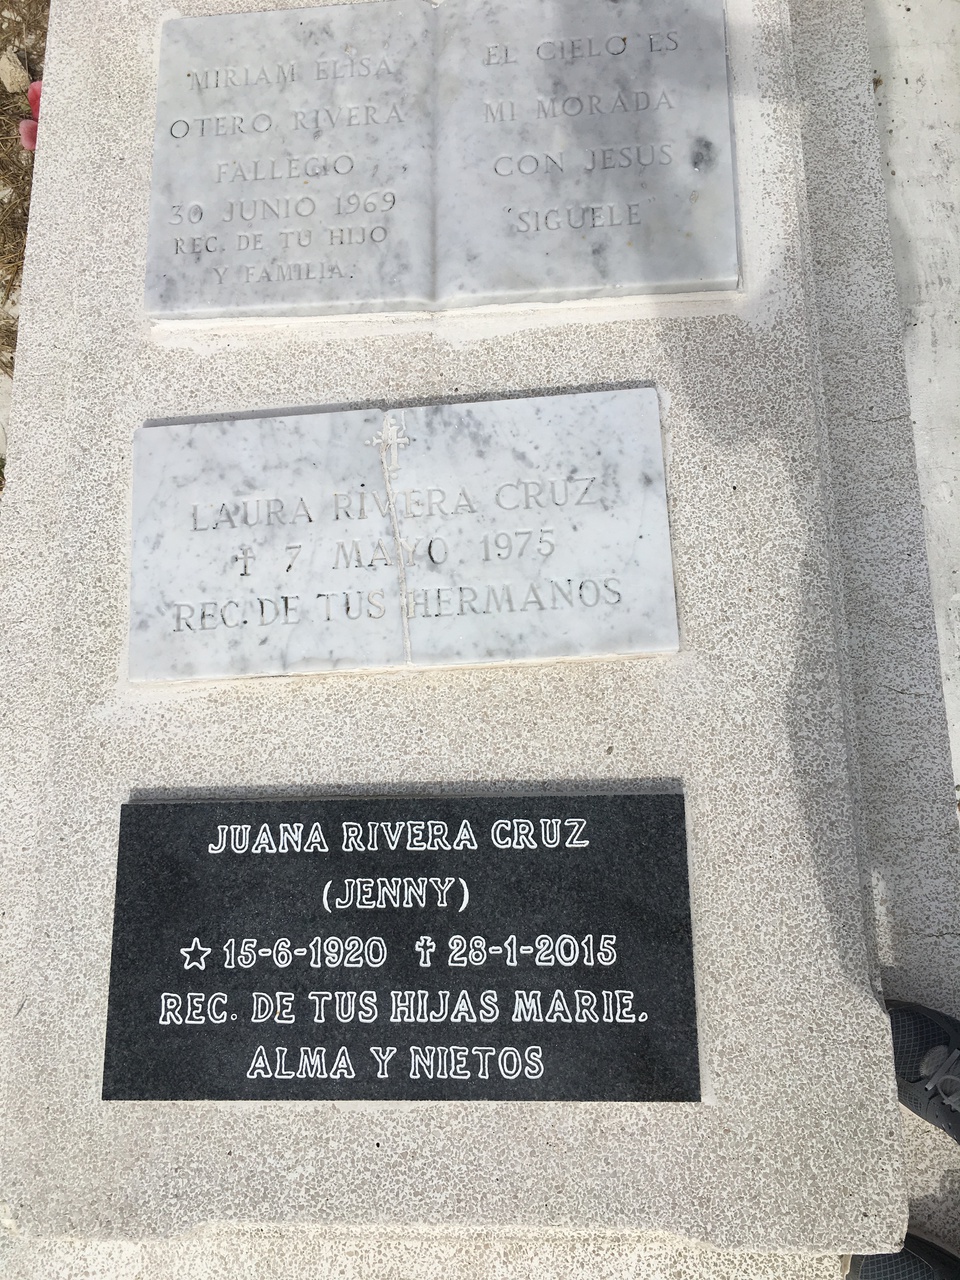 MIRIAM ELISA
OTERO RIVERA
FALLECIO
30 JUNIO 1969
REC. DE TU HIJO
Y FAMILIA.
EL CIELO ES
MI MORADA
CON JESUS
"SIGUELE"
LAURA RIVERA CRUZ
✝ 7 MAYO 1975
REC. DE TUS HERMANOS
JUANA RIVERA CRUZ
(JENNY)
☆ 15-6-1920 ✝ 28-1-2015
REC. DE TUS HIJAS MARIE.
ALMA Y NIETOS